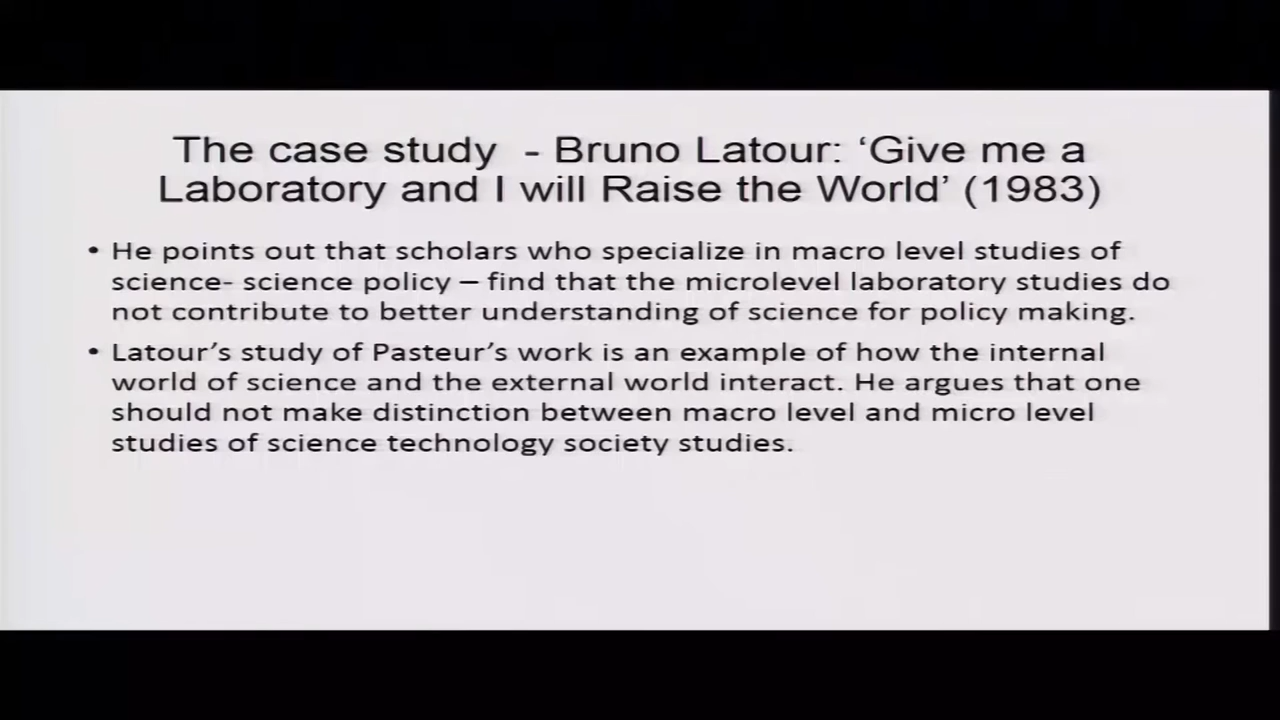 The case study - Bruno Latour: ‘Give me a
Laboratory and I will Raise the World’ (1983)
• He points out that scholars who specialize in macro level studies of
science- science policy – find that the microlevel laboratory studies do
not contribute to better understanding of science for policy making.
• Latour’s study of Pasteur’s work is an example of how the internal
world of science and the external world interact. He argues that one
should not make distinction between macro level and micro level
studies of science technology society studies.